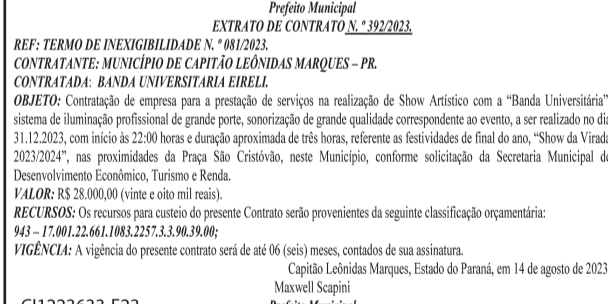 Prefeito Municipal
EXTRATO DE CONTRATO N. º 392/2023.
REF: TERMO DE INEXIGIBILIDADE N. º 081/2023.
CONTRATANTE: MUNICÍPIO DE CAPITÃO LEÔNIDAS MARQUES – PR.
CONTRATADA: BANDA UNIVERSITARIA EIRELI.
OBJETO: Contratação de empresa para a prestação de serviços na realização de Show Artístico com a “Banda Universitária”
sistema de iluminação profissional de grande porte, sonorização de grande qualidade correspondente ao evento, a ser realizado no dia
31.12.2023, com início às 22:00 horas e duração aproximada de três horas, referente as festividades de final do ano, “Show da Virada
2023/2024”, nas proximidades da Praça São Cristóvão, neste Município, conforme solicitação da Secretaria Municipal de
Desenvolvimento Econômico, Turismo e Renda.
VALOR: R$ 28.000,00 (vinte e oito mil reais).
RECURSOS: Os recursos para custeio do presente Contrato serão provenientes da seguinte classificação orçamentária:
943 – 17.001.22.661.1083.2257.3.3.90.39.00;
VIGÊNCIA: A vigência do presente contrato será de até 06 (seis) meses, contados de sua assinatura.
Capitão Leônidas Marques, Estado do Paraná, em 14 de agosto de 2023
Maxwell Scapini
Prefeito Municipal